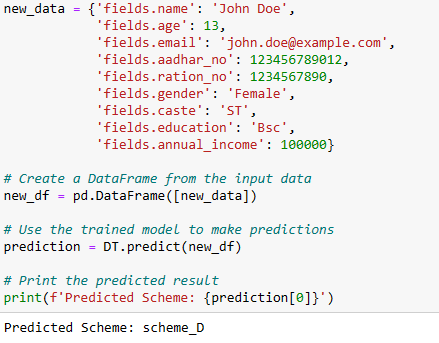 new_data = {'fields.name': 'John Doe',
'fields.age': 13,
'fields.email': 'john.doe@example.com',
'fields.aadhar_no': 123456789012,
'fields.ration_no': 1234567890,
'fields.gender': 'Female',
'fields.caste': 'ST',
'fields.education': 'Bsc',
'fields.annual_income': 100000}
# Create a DataFrame from the input data
new_df = pd.DataFrame([new_data])
# Use the trained model to make predictions
prediction = DT.predict(new_df)
# Print the predicted result
print(f'Predicted Scheme: {prediction[0]}')
Predicted Scheme: scheme_D